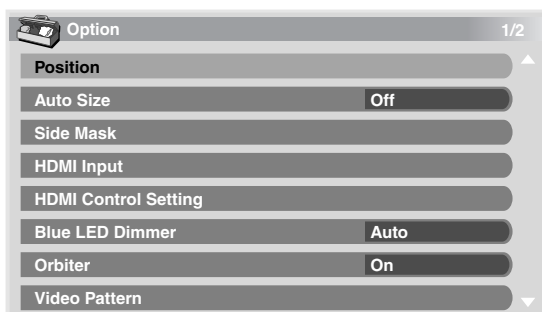 Option 1/2
Position
Auto Size Off
Side Mask
HDMI Input
HDMI Control Setting
Blue LED Dimmer Auto
Orbiter On
Video Pattern